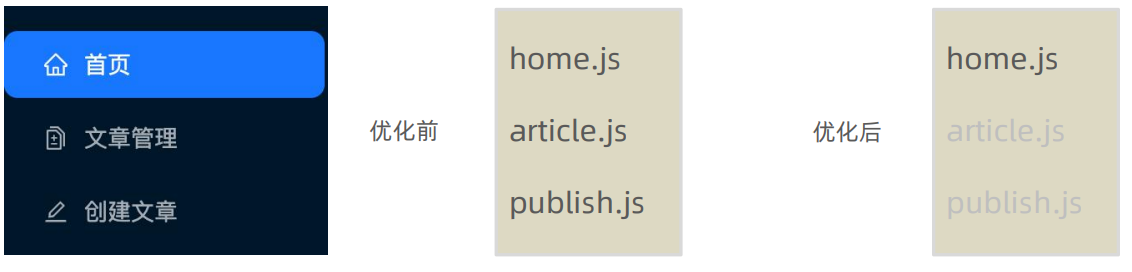 首页
文章管理
创建文章
优化前
home.js
article.js
publish.js
优化后
home.js
article.js
publish.js